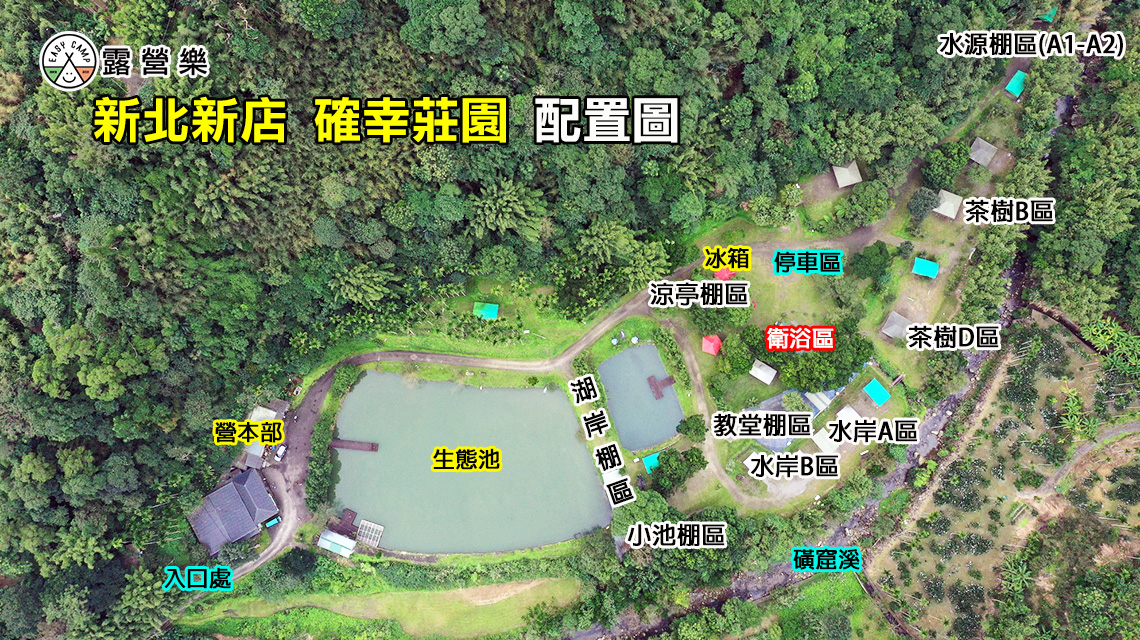 EASY CAMP
露營樂
新北新店 確幸莊園 配置圖
水源棚區(A1-A2)
茶樹B區
冰箱
停車區
涼亭棚區
衛浴區
茶樹D區
湖岸棚區
教堂棚區
水岸A區
營本部
生態池
水岸B區
小池棚區
礦窟溪
入口處